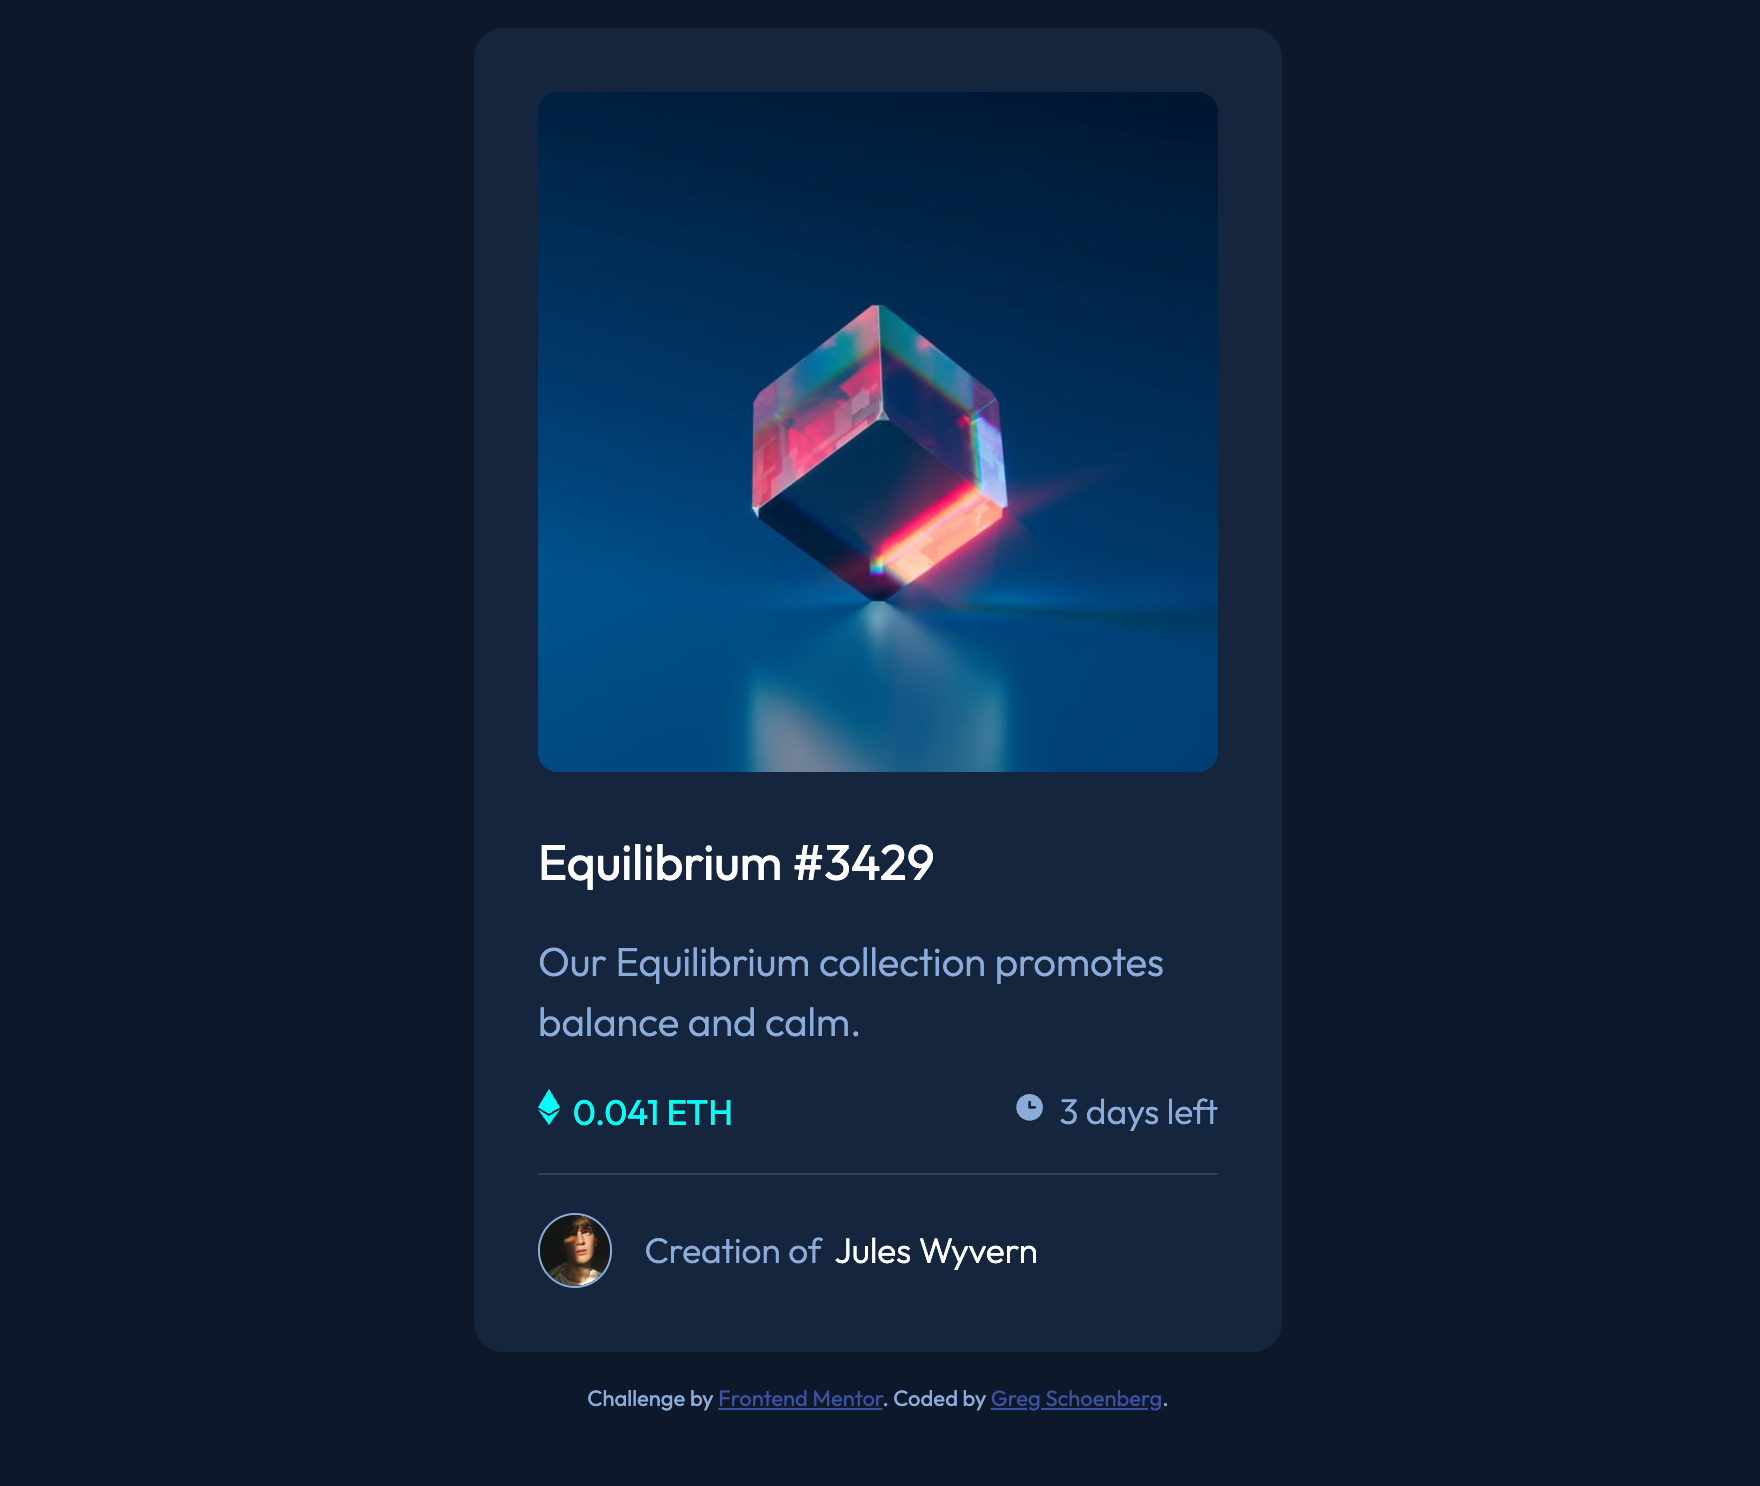 Equilibrium #3429
Our Equilibrium collection promotes
balance and calm.
0.041 ETH
3 days left
Creation of Jules Wyvern
Challenge by Frontend Mentor. Coded by Greg Schoenberg.